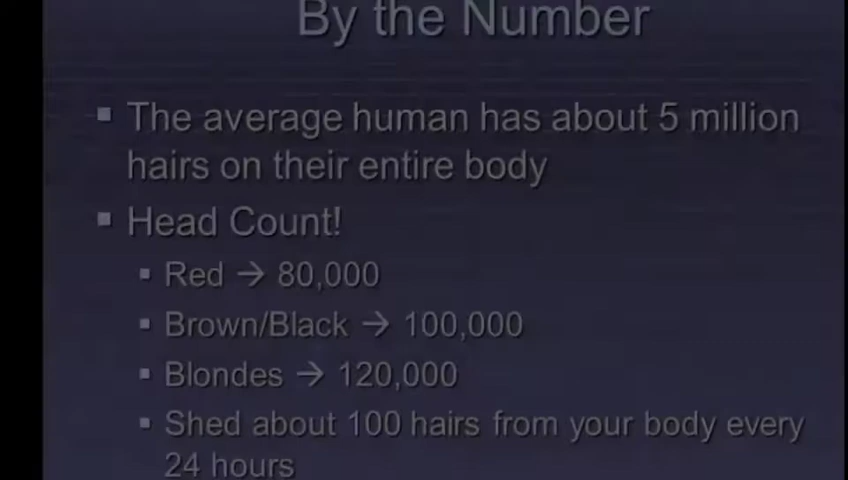 By the Number
▪ The average human has about 5 million
hairs on their entire body
▪ Head Count!
▪ Red → 80,000
▪ Brown/Black → 100,000
▪ Blondes → 120,000
▪ Shed about 100 hairs from your body every
24 hours